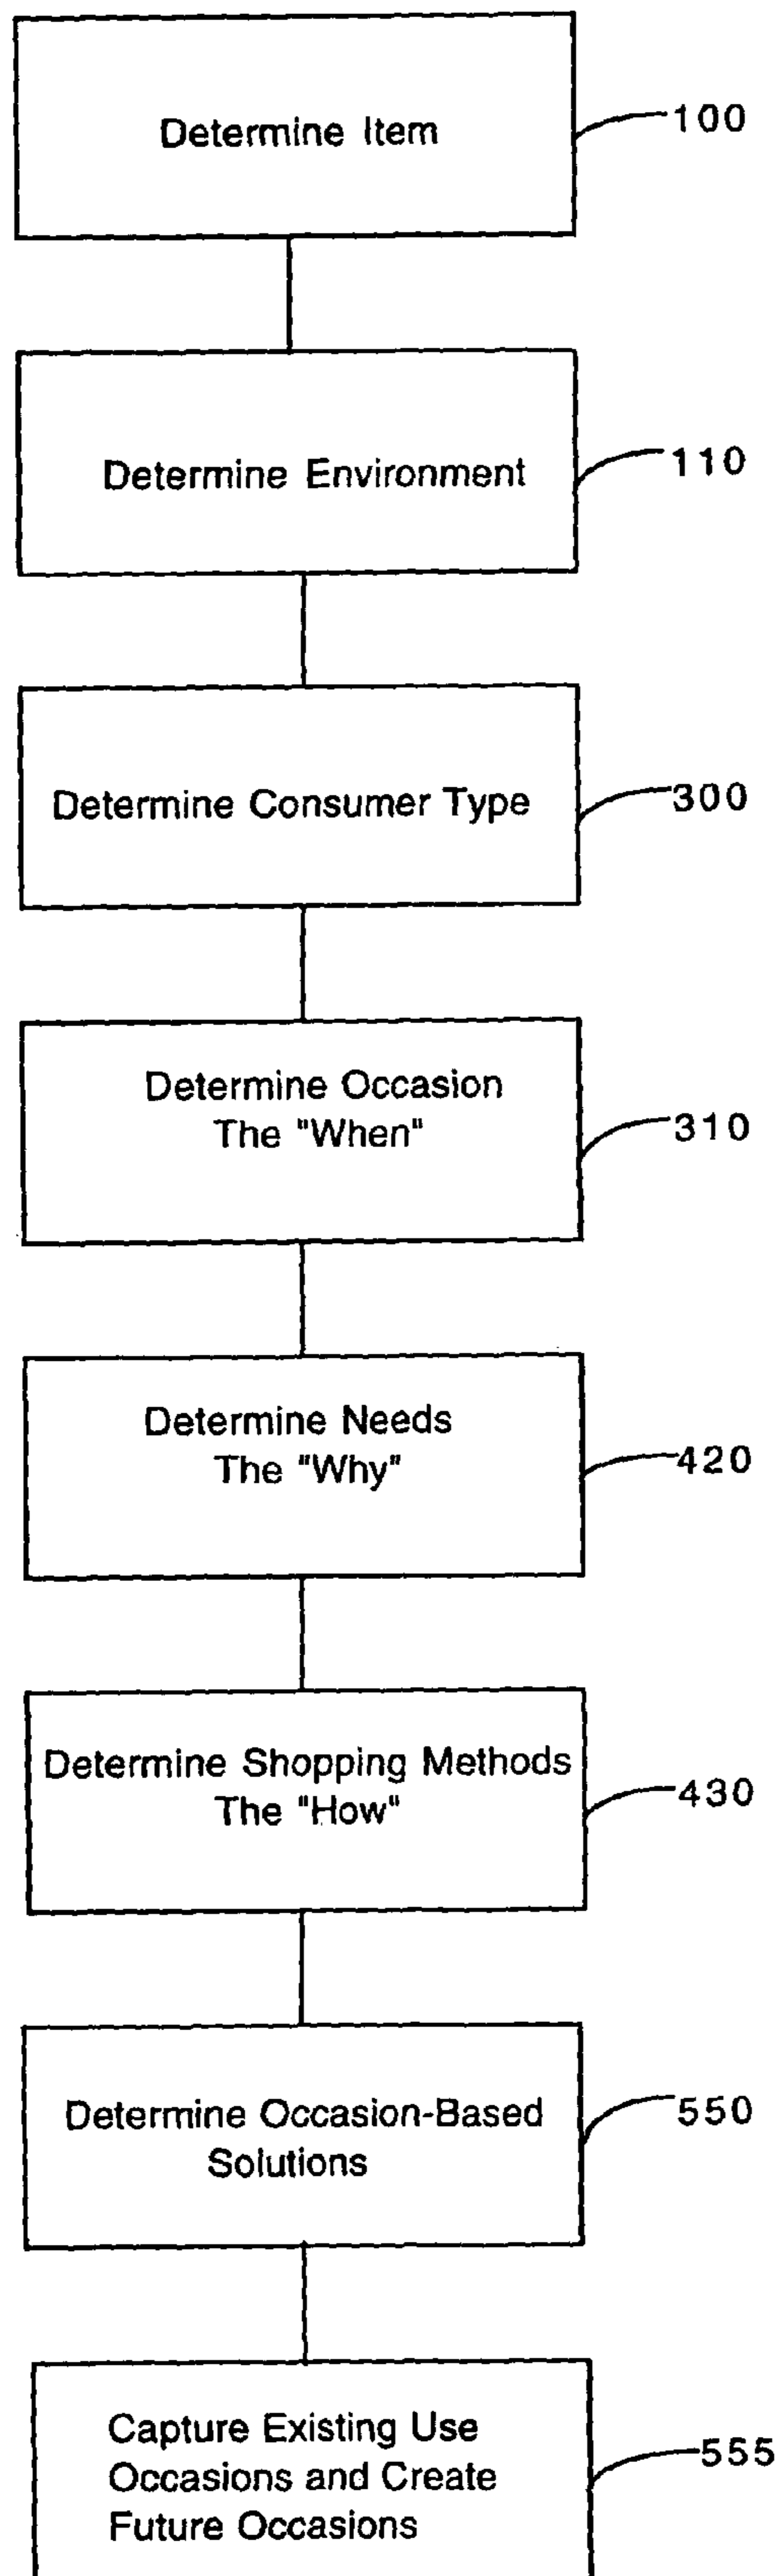 Determine Item
100
Determine Environment
110
Determine Consumer Type
300
Determine Occasion
The "When"
310
Determine Needs
The "Why"
420
Determine Shopping Methods
The "How"
430
Determine Occasion-Based
Solutions
550
Capture Existing Use
Occasions and Create
Future Occasions
555